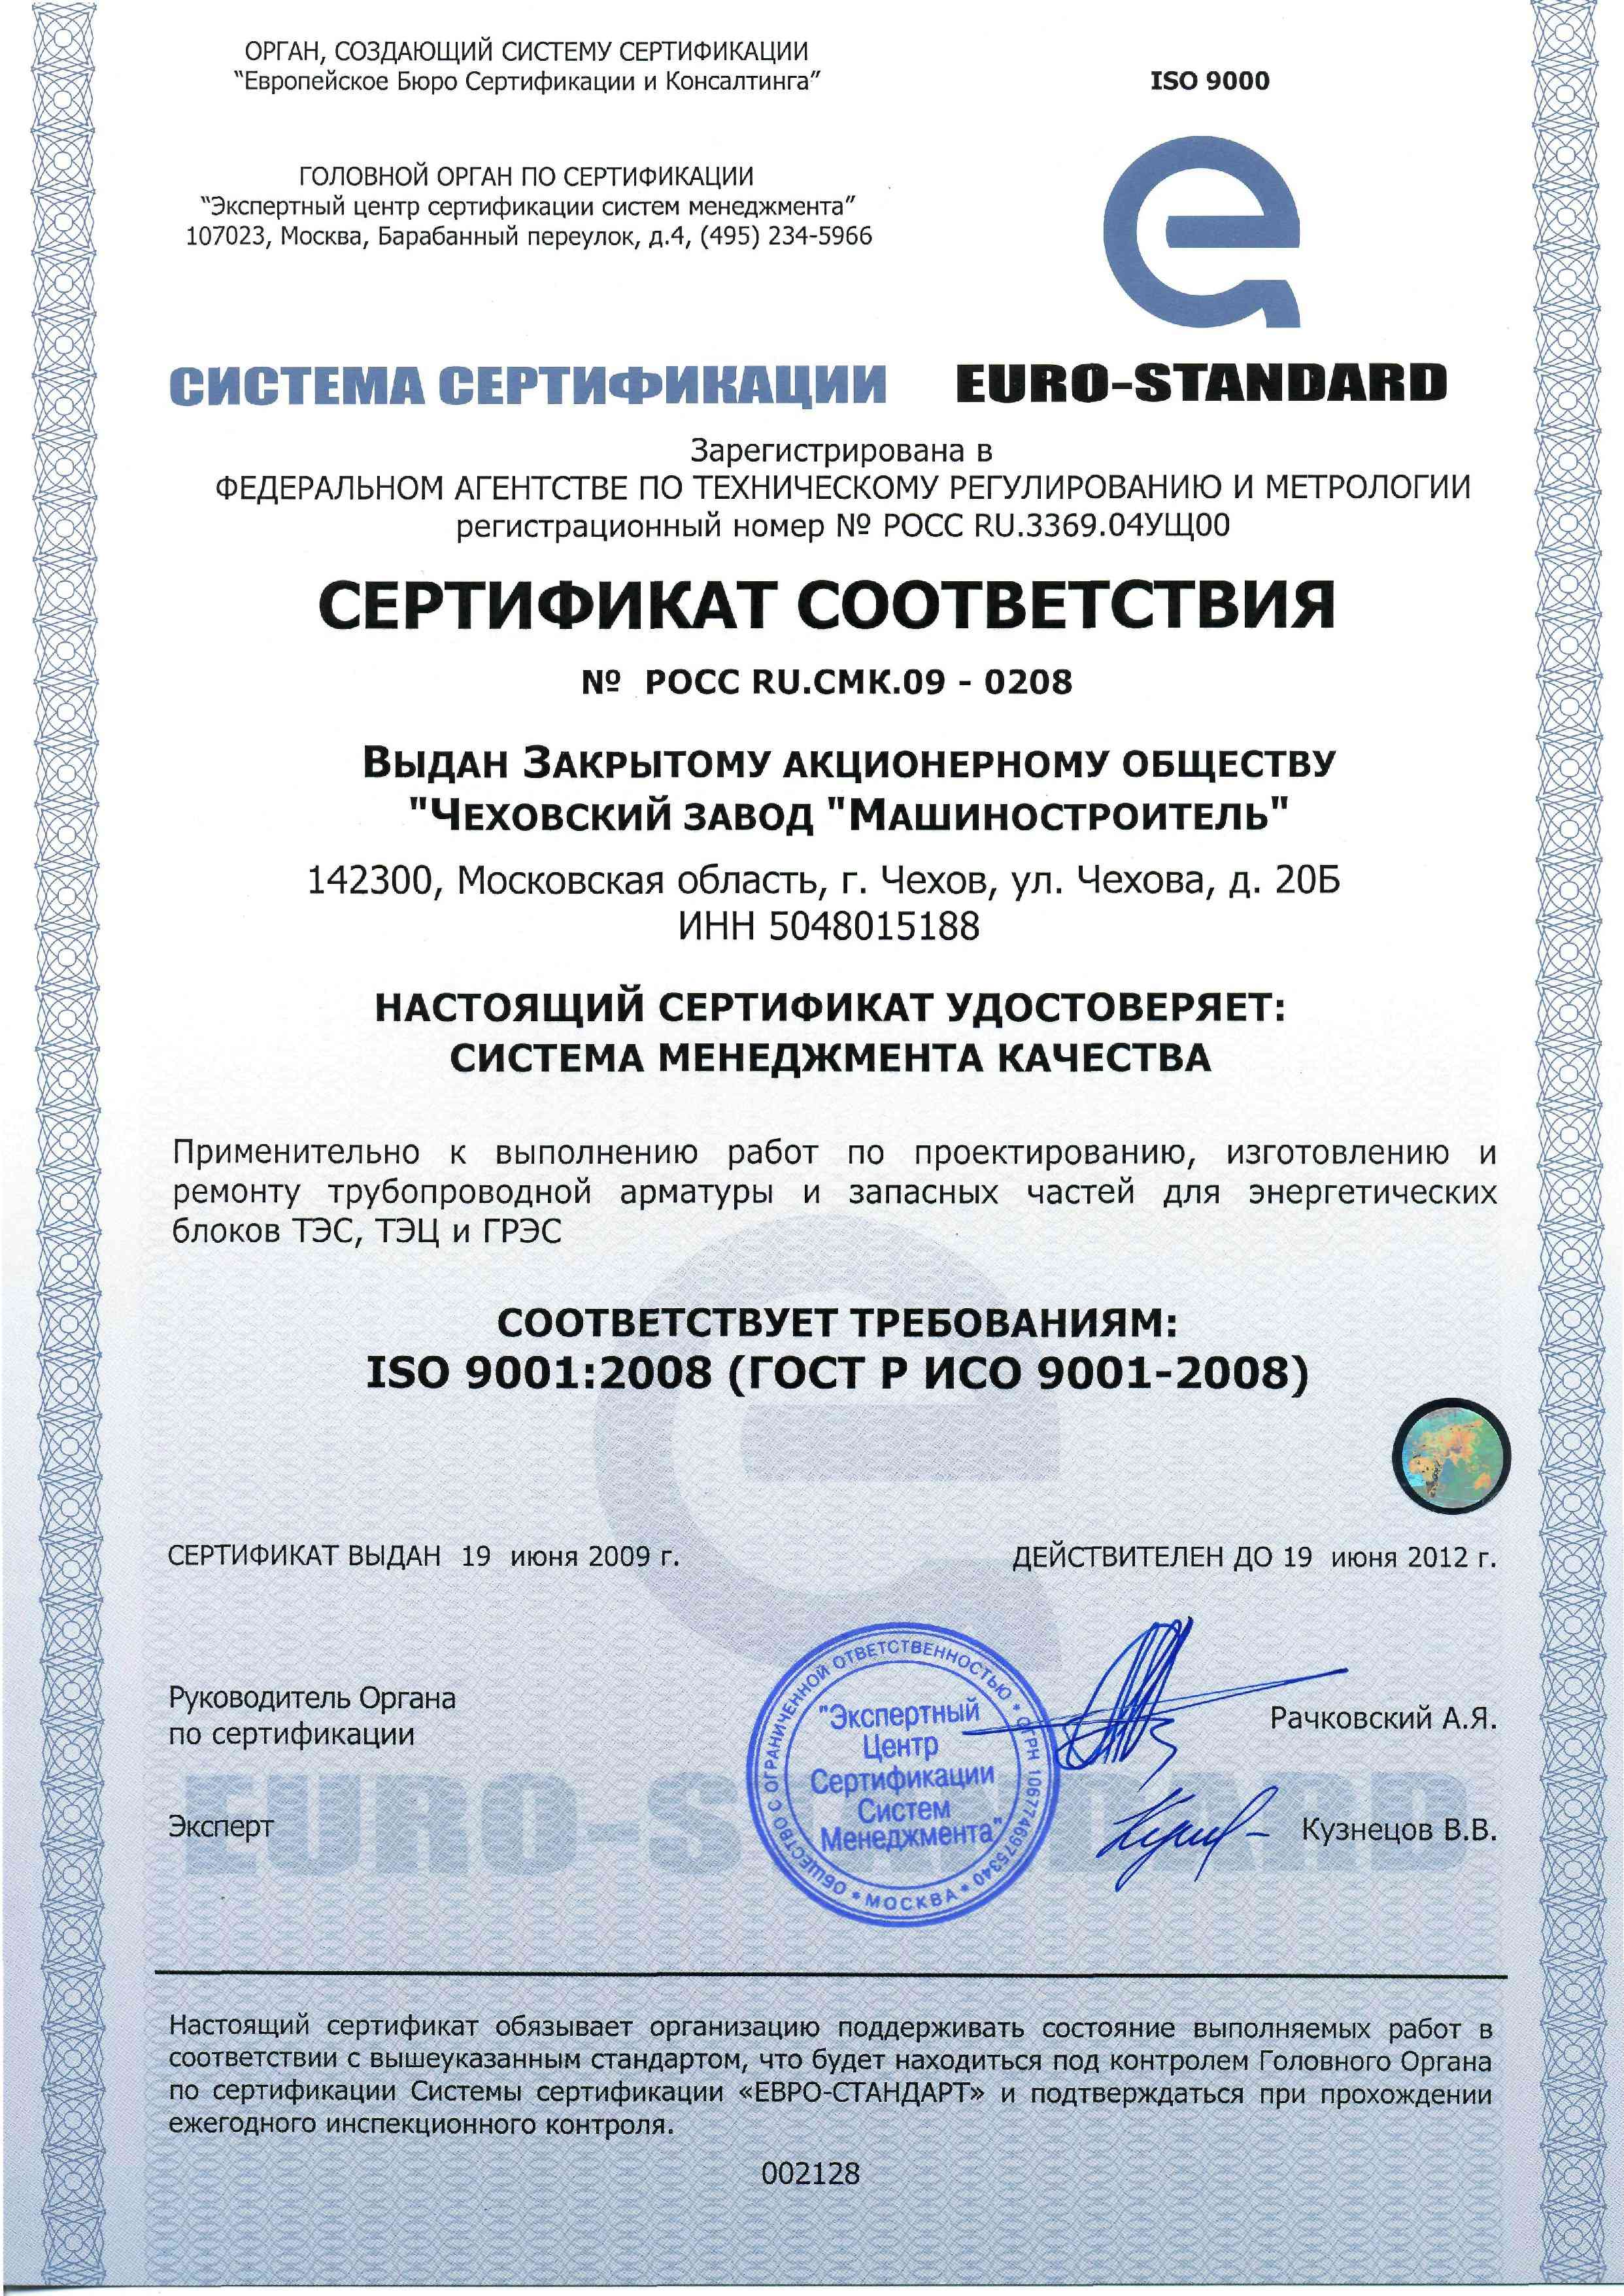 ОРГАН, СОЗДАЮЩИЙ СИСТЕМУ СЕРТИФИКАЦИИ
“Европейское Бюро Сертификации и Консалтинга”
ISO 9000
ГОЛОВНОЙ ОРГАН ПО СЕРТИФИКАЦИИ
“Экспертный центр сертификации систем менеджмента”
107023, Москва, Барабанный переулок, д.4, (495) 234-5966
СИСТЕМА СЕРТИФИКАЦИИ EURO-STANDARD
Зарегистрирована в
ФЕДЕРАЛЬНОМ АГЕНТСТВЕ ПО ТЕХНИЧЕСКОМУ РЕГУЛИРОВАНИЮ И МЕТРОЛОГИИ
регистрационный номер № РОСС RU.3369.04УЩ00
СЕРТИФИКАТ СООТВЕТСТВИЯ
№ РОСС RU.СМК.09 - 0208
Выдан Закрытому акционерному обществу
"Чеховский завод "Машиностроитель"
142300, Московская область, г. Чехов, ул. Чехова, д. 20Б
ИНН 5048015188
НАСТОЯЩИЙ СЕРТИФИКАТ УДОСТОВЕРЯЕТ:
СИСТЕМА МЕНЕДЖМЕНТА КАЧЕСТВА
Применительно к выполнению работ по проектированию, изготовлению и
ремонту трубопроводной арматуры и запасных частей для энергетических
блоков ТЭС, ТЭЦ и ГРЭС
СООТВЕТСТВУЕТ ТРЕБОВАНИЯМ:
ISO 9001:2008 (ГОСТ Р ИСО 9001-2008)
СЕРТИФИКАТ ВЫДАН 19 июня 2009 г.
ДЕЙСТВИТЕЛЕН ДО 19 июня 2012 г.
Руководитель Органа
по сертификации
Рачковский А.Я.
Эксперт
Кузнецов В.В.
EURO-STANDARD
ОБЩЕСТВО С ОГРАНИЧЕННОЙ ОТВЕТСТВЕННОСТЬЮ * ОГРН 1067746975340 * МОСКВА *
"Экспертный
Центр
Сертификации
Систем
Менеджмента"
Настоящий сертификат обязывает организацию поддерживать состояние выполняемых работ в
соответствии с вышеуказанным стандартом, что будет находиться под контролем Головного Органа
по сертификации Системы сертификации «ЕВРО-СТАНДАРТ» и подтверждаться при прохождении
ежегодного инспекционного контроля.
002128